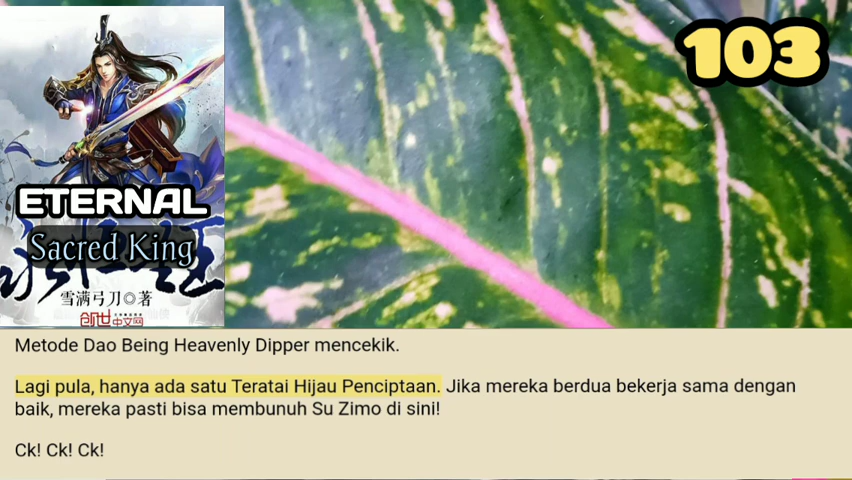 103
ETERNAL
Sacred King
雪满弓刀◎著
创世中文网
Metode Dao Being Heavenly Dipper mencekik.
Lagi pula, hanya ada satu Teratai Hijau Penciptaan. Jika mereka berdua bekerja sama dengan
baik, mereka pasti bisa membunuh Su Zimo di sini!
Ck! Ck! Ck!